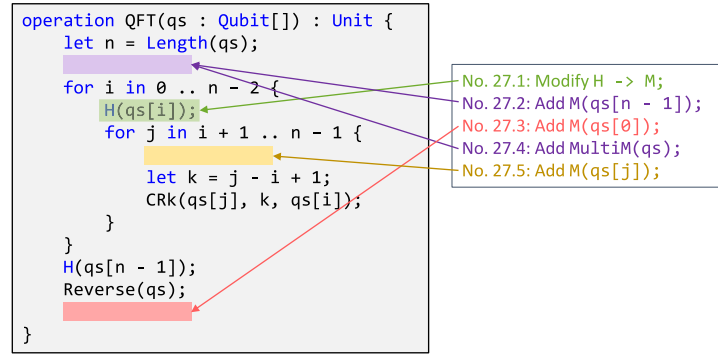 operation QFT(qs : Qubit[]) : Unit {
let n = Length(qs);
for i in 0 .. n - 2 {
H(qs[i]);
for j in i + 1 .. n - 1 {
let k = j - i + 1;
CRk(qs[j], k, qs[i]);
}
}
H(qs[n - 1]);
Reverse(qs);
}
No. 27.1: Modify H -> M;
No. 27.2: Add M(qs[n - 1]);
No. 27.3: Add M(qs[0]);
No. 27.4: Add MultiM(qs);
No. 27.5: Add M(qs[j]);